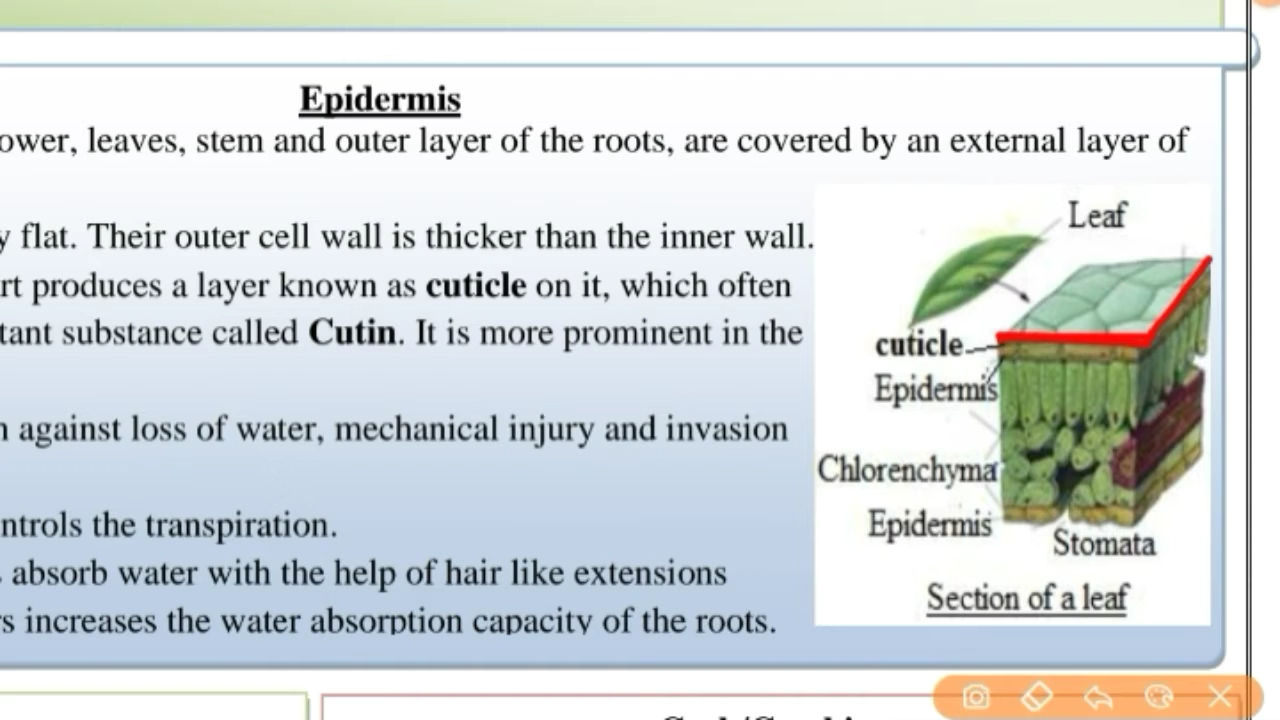 Epidermis
ower, leaves, stem and outer layer of the roots, are covered by an external layer of
y flat. Their outer cell wall is thicker than the inner wall.
rt produces a layer known as cuticle on it, which often
tant substance called Cutin. It is more prominent in the
n against loss of water, mechanical injury and invasion
ntrols the transpiration.
absorb water with the help of hair like extensions
s increases the water absorption capacity of the roots.
Leaf
cuticle
Epidermis
Chlorenchyma
Epidermis
Stomata
Section of a leaf